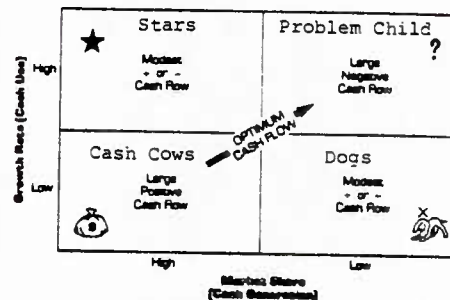 Stars
Problem Child
?
High
Modest
+ or -
Cash Flow
Large
Negative
Cash Flow
Growth Rate [Cash Use]
OPTIMUM
CASH FLOW
Cash Cows
Dogs
Low
Large
Positive
Cash Flow
Modest
+ or -
Cash Flow
$
X
High
Low
Market Share
[Cash Generation]